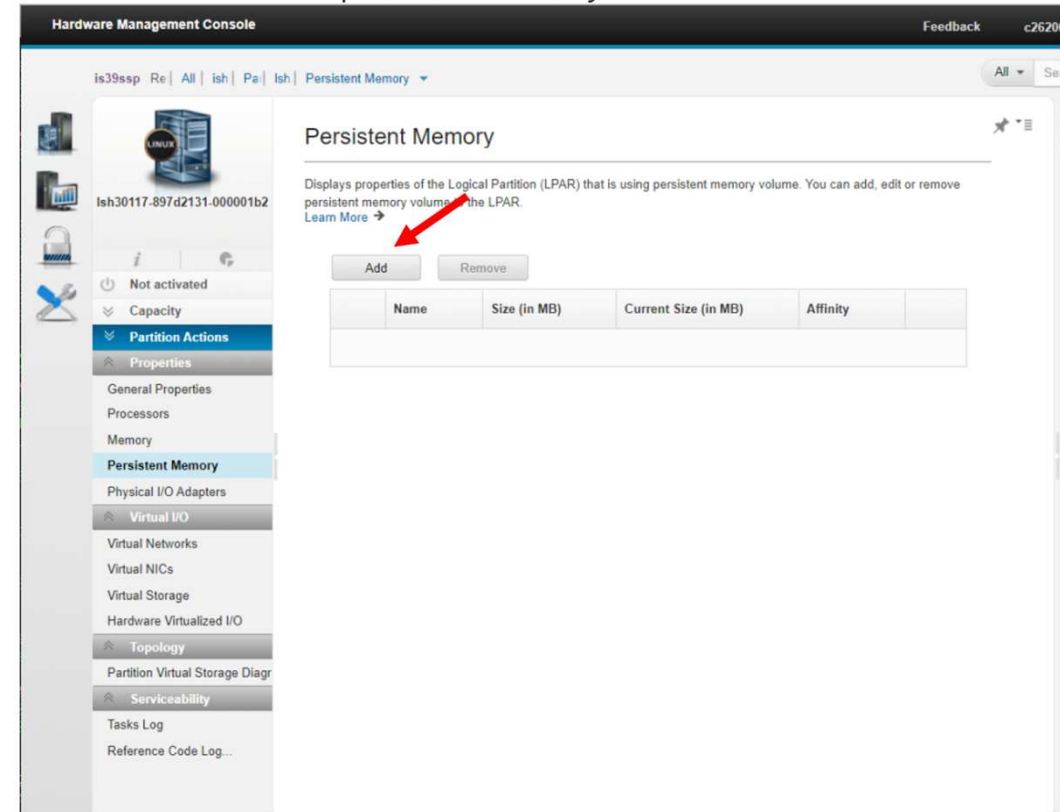 Hardware Management Console
Feedback
is39ssp Re| All | ish | Pa| lsh | Persistent Memory
All
LINUX
lsh30117-897d2131-000001b2
Persistent Memory
Displays properties of the Logical Partition (LPAR) that is using persistent memory volume. You can add, edit or remove
persistent memory volume the LPAR.
Learn More
Add
Remove
Name Size (in MB) Current Size (in MB) Affinity
Not activated
Capacity
Partition Actions
Properties
General Properties
Processors
Memory
Persistent Memory
Physical I/O Adapters
Virtual I/O
Virtual Networks
Virtual NICs
Virtual Storage
Hardware Virtualized I/O
Topology
Partition Virtual Storage Diagr
Serviceability
Tasks Log
Reference Code Log...